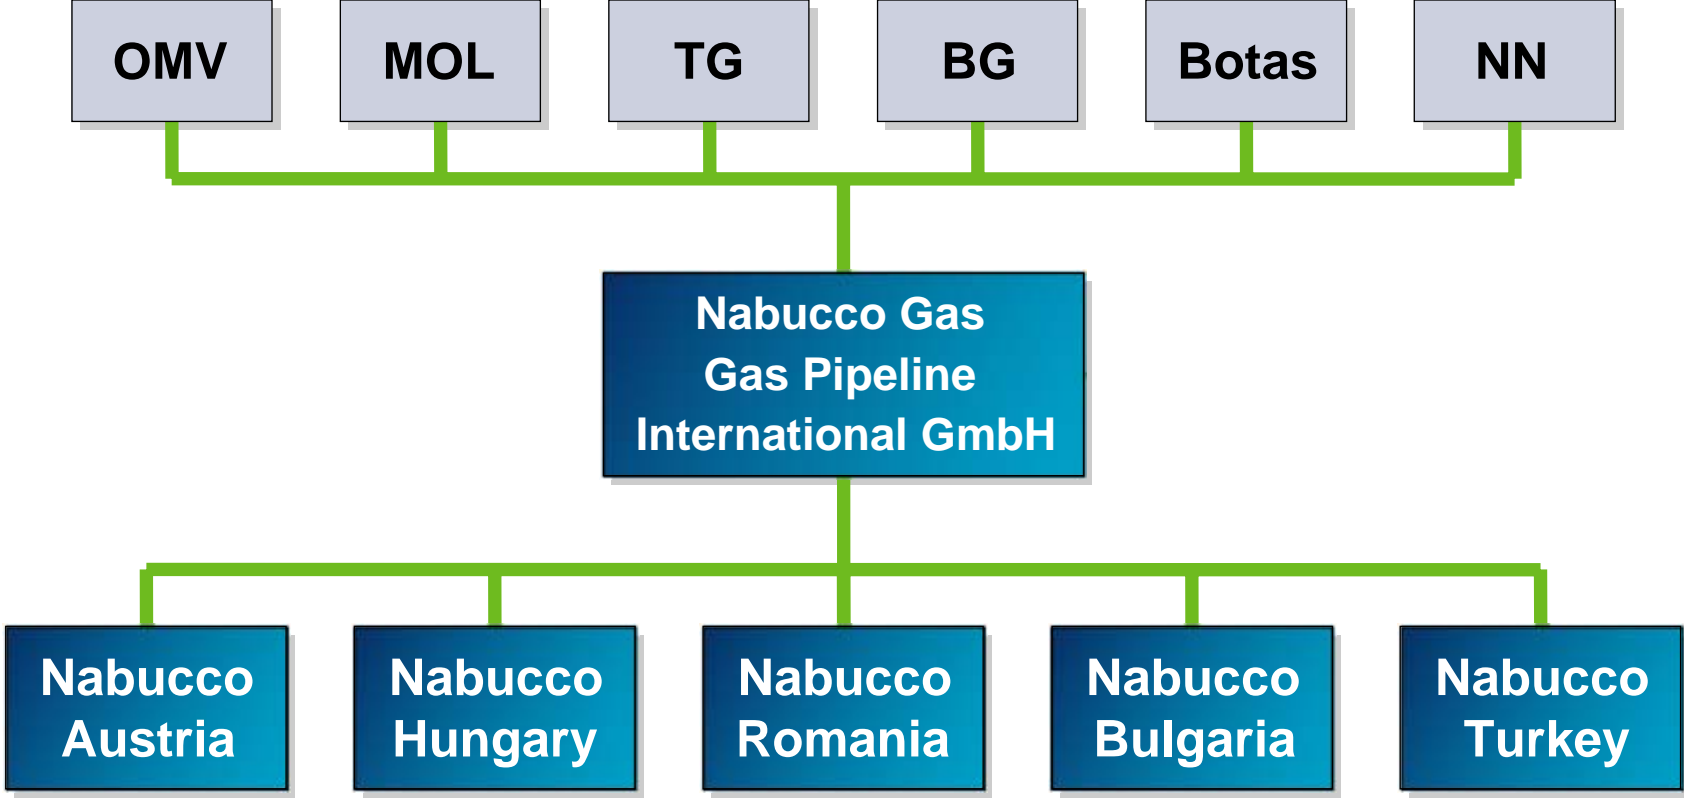 OMV
MOL
TG
BG
Botas
NN
Nabucco Gas
Gas Pipeline
International GmbH
Nabucco
Austria
Nabucco
Hungary
Nabucco
Romania
Nabucco
Bulgaria
Nabucco
Turkey